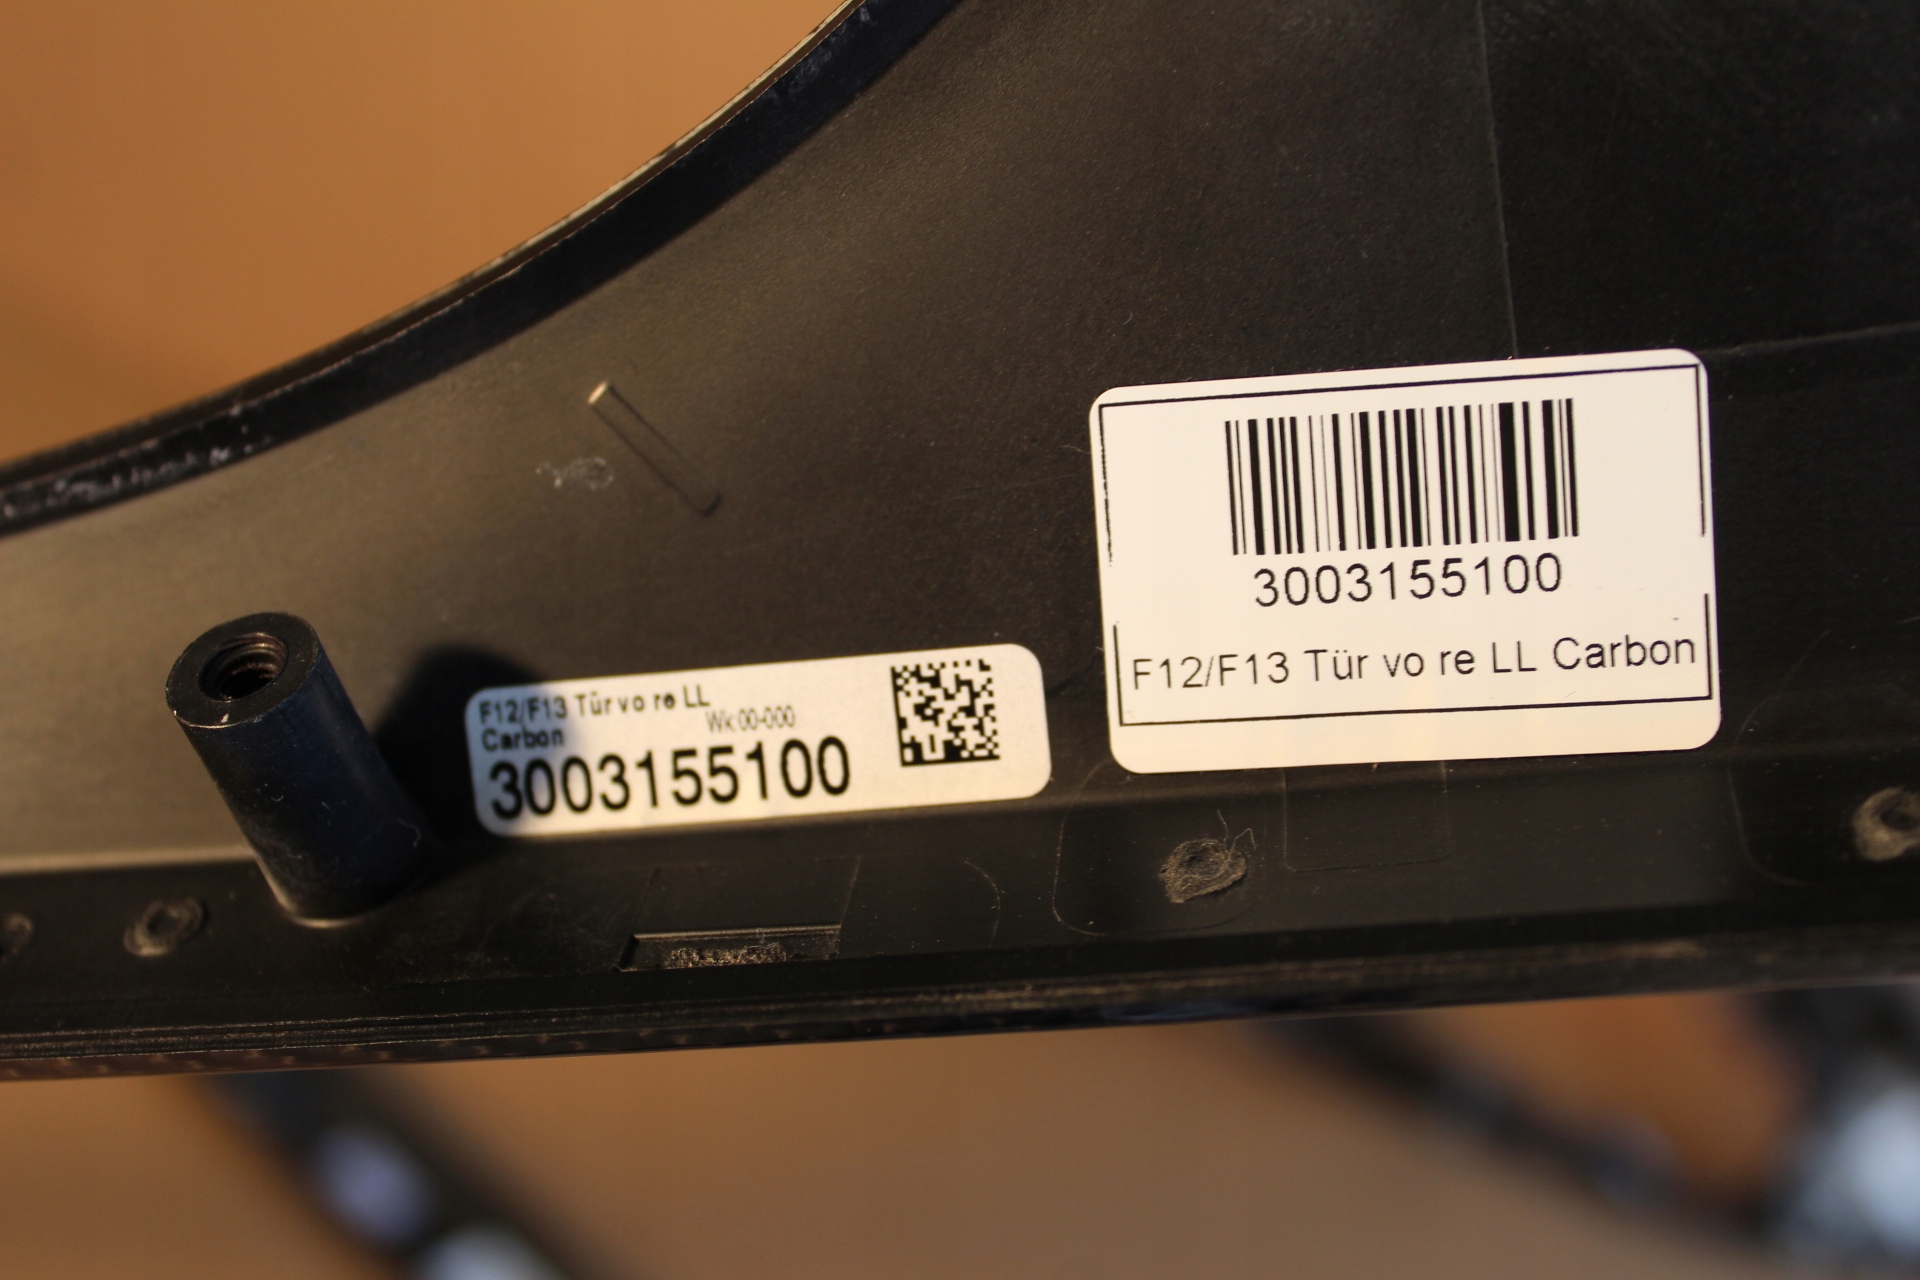 F12/F13 Tür vo re LL
Wk:00-000
Carbon
3003155100
3003155100
F12/F13 Tür vo re LL Carbon